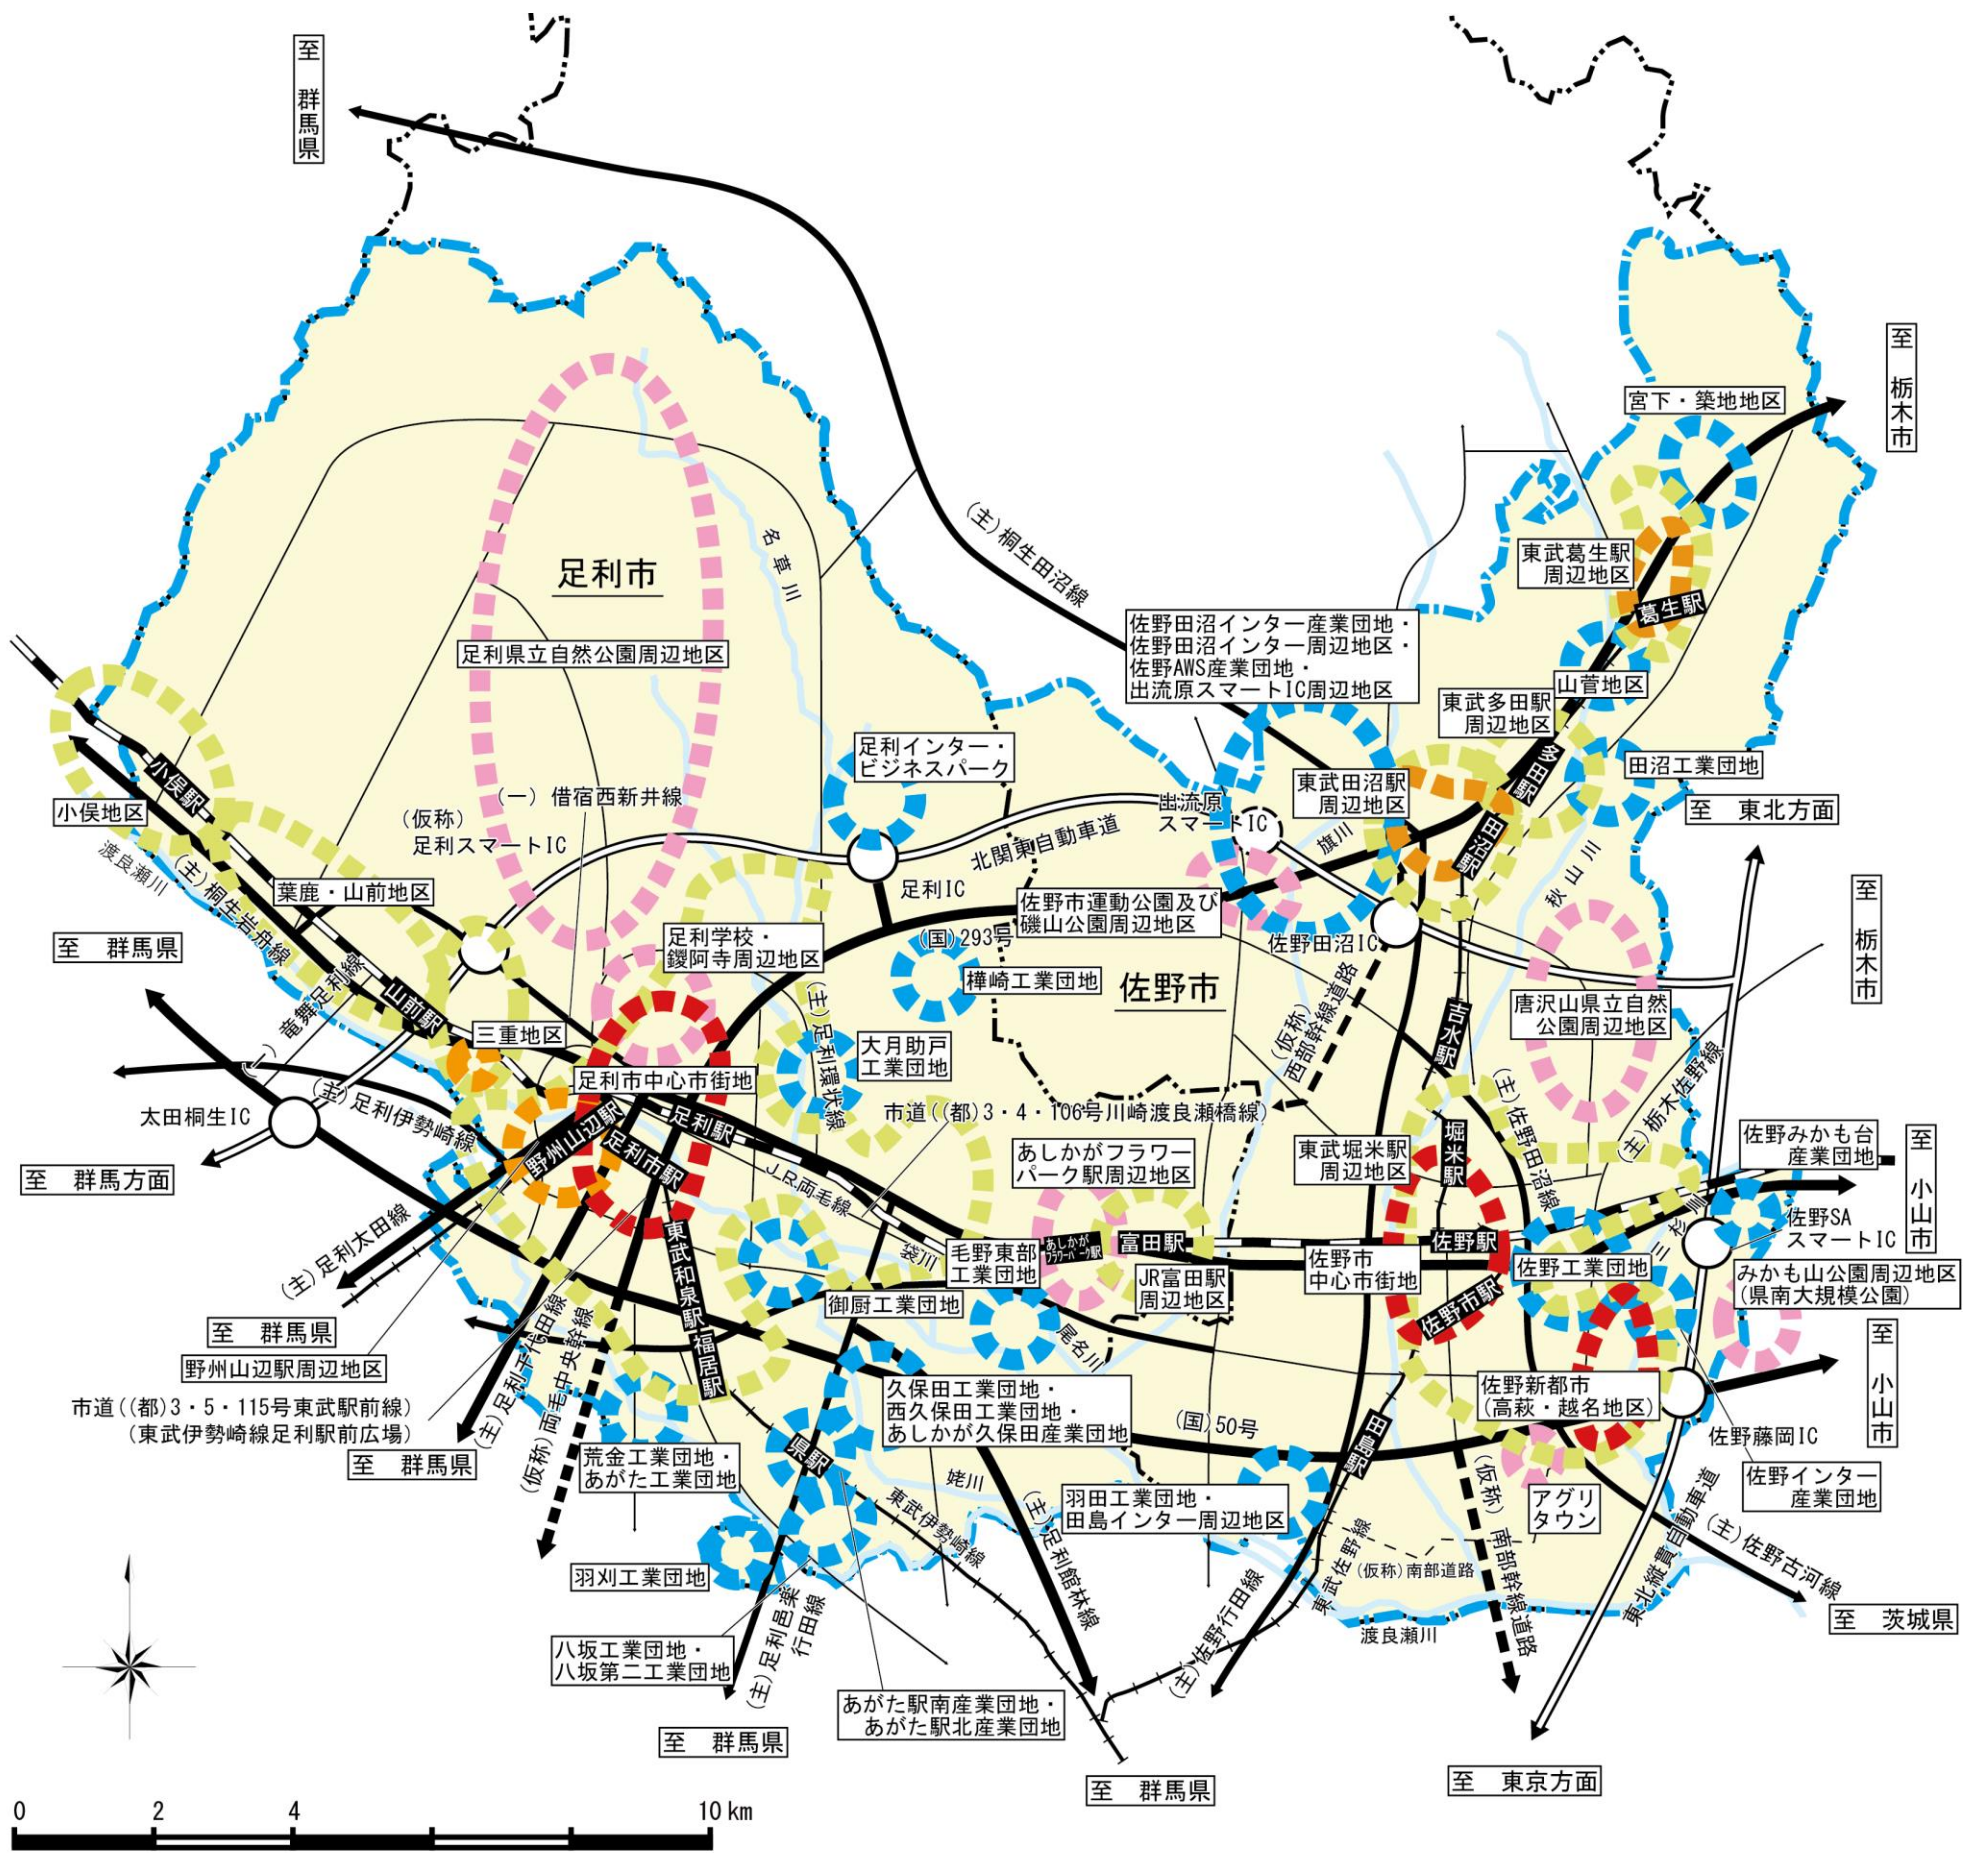 至 群馬県
至 栃木市
宮下・築地地区
(主)桐生田沼線
名草川
足利市
東武葛生駅
周辺地区
葛生駅
佐野田沼インター産業団地・
佐野田沼インター周辺地区・
佐野AWS産業団地・
出流原スマートIC周辺地区
足利県立自然公園周辺地区
山菅地区
東武多田駅
周辺地区
多田駅
足利インター・
ビジネスパーク
田沼工業団地
小俣駅
小俣地区
(一)借宿西新井線
(仮称)
足利スマートIC
出流原
スマートIC
東武田沼駅
周辺地区
至 東北方面
北関東自動車道
旗川
田沼駅
秋山川
渡良瀬川
(主)桐生岩舟線
葉鹿・山前地区
足利IC
佐野市運動公園及び
磯山公園周辺地区
至 栃木市
至 群馬県
足利学校・
鑁阿寺周辺地区
(国)293号
佐野田沼IC
樺崎工業団地
佐野市
(一)竜舞足利線
山前駅
(主)足利環状線
(仮称)
西部幹線道路
吉水駅
唐沢山県立自然
公園周辺地区
三重地区
大月助戸
工業団地
足利市中心市街地
(主)栃木佐野線
(主)佐野田沼線
太田桐生IC
(主)足利伊勢崎線
市道((都)3・4・106号川崎渡良瀬橋線)
野州山辺駅
足利駅
足利市駅
あしかがフラワー
パーク駅周辺地区
東武堀米駅
周辺地区
堀米駅
佐野みかも台
産業団地
至 小山市
至 群馬方面
JR両毛線
(主)足利太田線
東武和泉駅
袋川
毛野東部
工業団地
あしかが
フラワーパーク駅
富田駅
JR富田駅
周辺地区
佐野市
中心市街地
佐野駅
佐野市駅
佐野工業団地
三杉川
佐野SA
スマートIC
みかも山公園周辺地区
(県南大規模公園)
御厨工業団地
至 群馬県
野州山辺駅周辺地区
福居駅
尾名川
至 小山市
市道((都)3・5・115号東武駅前線)
(東武伊勢崎線足利駅前広場)
(主)足利千代田線
(仮称)両毛中央幹線
久保田工業団地・
西久保田工業団地・
あしかが久保田産業団地
(国)50号
田島駅
佐野新都市
(高萩・越名地区)
佐野藤岡IC
至 群馬県
荒金工業団地・
あがた工業団地
県駅
姥川
東武伊勢崎線
(主)足利館林線
羽田工業団地・
田島インター周辺地区
(仮称)南部幹線道路
アグリ
タウン
佐野インター
産業団地
東北縦貫自動車道
(主)佐野古河線
羽刈工業団地
東武佐野線
(仮称)南部道路
(主)佐野行田線
渡良瀬川
至 茨城県
八坂工業団地・
八坂第二工業団地
(主)足利邑楽
行田線
あがた駅南産業団地・
あがた駅北産業団地
至 群馬県
至 群馬県
至 東京方面
0 2 4 10 km